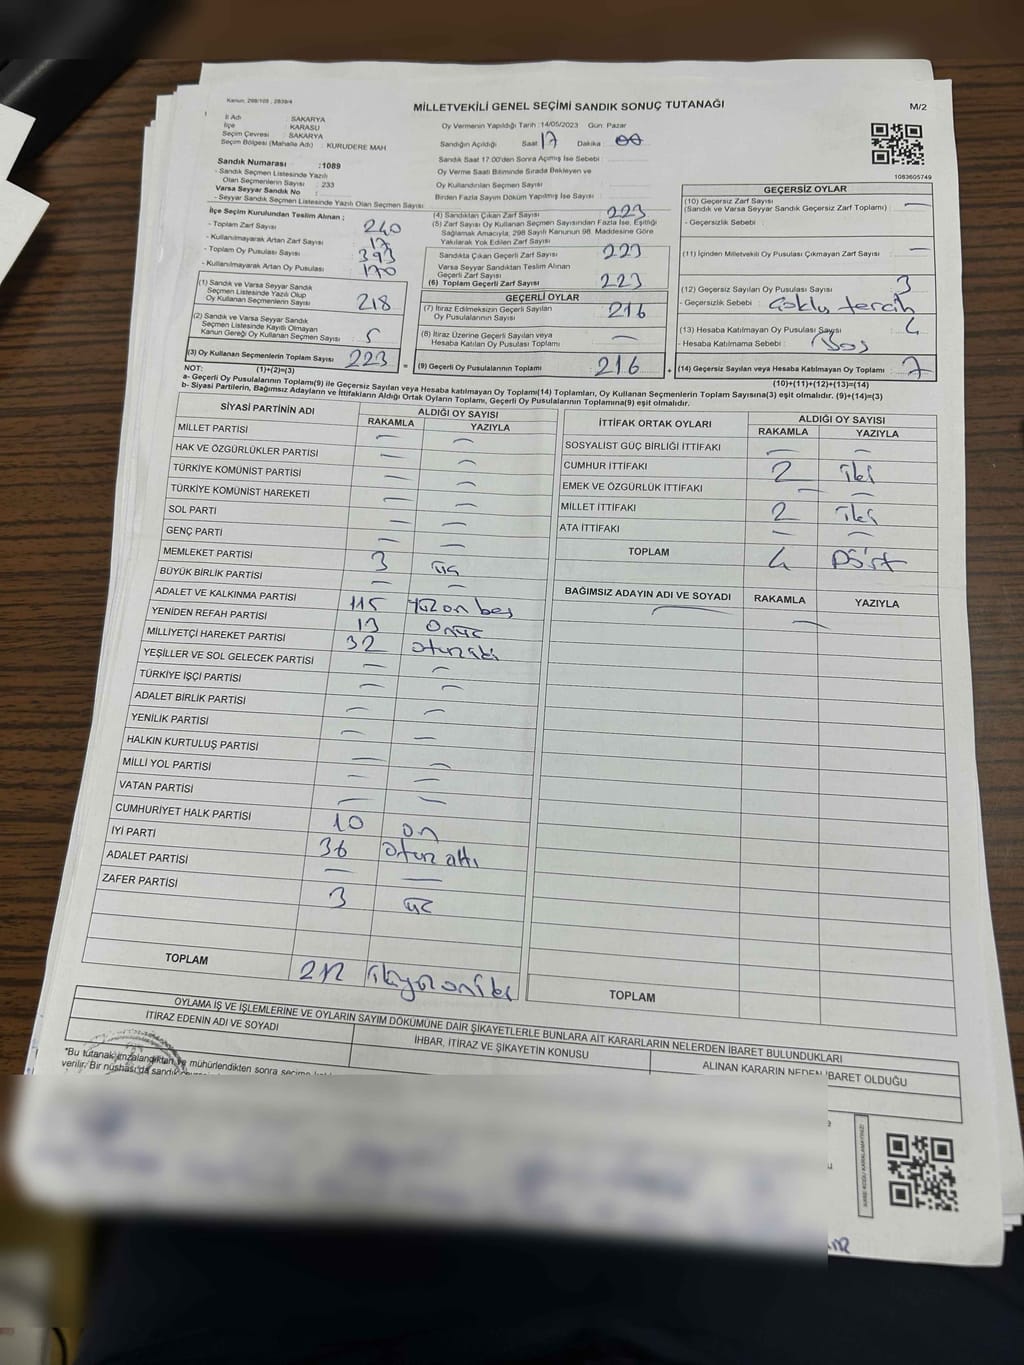 Kanun, 298/105 , 2839/4
MİLLETVEKİLİ GENEL SEÇİMİ SANDIK SONUÇ TUTANAĞI
M/2
İl Adı : SAKARYA
İlçe : KARASU
Seçim Çevresi : SAKARYA
Seçim Bölgesi (Mahalle Adı) : KURUDERE MAH
Sandık Numarası :1089
- Sandık Seçmen Listesinde Yazılı
Olan Seçmenlerin Sayısı : 233
Varsa Seyyar Sandık No :
- Seyyar Sandık Seçmen Listesinde Yazılı Olan Seçmen Sayısı
İlçe Seçim Kurulundan Teslim Alınan ;
- Toplam Zarf Sayısı : 240
- Kullanılmayarak Artan Zarf Sayısı : 17
- Toplam Oy Pusulası Sayısı : 393
- Kullanılmayarak Artan Oy Pusulası : 170
(1) Sandık ve Varsa Seyyar Sandık
Seçmen Listesinde Yazılı Olup
Oy Kullanan Seçmenlerin Sayısı 218
(2) Sandık ve Varsa Seyyar Sandık
Seçmen Listesinde Kaydı Olmayan
Kanun Gereği Oy Kullanan Seçmen Sayısı 5
(3) Oy Kullanan Seçmenlerin Toplam Sayısı 223
Oy Vermenin Yapıldığı Tarih :14/05/2023 Gün: Pazar
Sandığın Açıldığı Saat 17 Dakika : 00
Sandık Saat 17:00'den Sonra Açılmış İse Sebebi :
Oy Verme Saati Bitiminde Sırada Bekleyen ve
Oy Kullandırılan Seçmen Sayısı :
Birden Fazla Sayım Döküm Yapılmış İse Sayısı :
(4) Sandıktan Çıkan Zarf Sayısı : 223
(5) Zarf Sayısı Oy Kullanan Seçmen Sayısından Fazla İse, Eşitliği
Sağlamak Amacıyla, 298 Sayılı Kanunun 98. Maddesine Göre
Yakılarak Yok Edilen Zarf Sayısı :
Sandıkta Çıkan Geçerli Zarf Sayısı : 223
Varsa Seyyar Sandıktan Teslim Alınan
Geçerli Zarf Sayısı
(6) Toplam Geçerli Zarf Sayısı : 223
GEÇERLİ OYLAR
(7) İtiraz Edilmeksizin Geçerli Sayılan
Oy Pusulalarının Sayısı : 216
(8) İtiraz Üzerine Geçerli Sayılan veya
Hesaba Katılan Oy Pusulası Toplamı : —
= (9) Geçerli Oy Pusulalarının Toplamı : 216
1083605749
GEÇERSİZ OYLAR
(10) Geçersiz Zarf Sayısı
(Sandık ve Varsa Seyyar Sandık Geçersiz Zarf Toplamı) : —
- Geçersizlik Sebebi :
(11) İçinden Milletvekili Oy Pusulası Çıkmayan Zarf Sayısı : —
(12) Geçersiz Sayılan Oy Pusulası Sayısı : 3
- Geçersizlik Sebebi : Çoklu tercih
(13) Hesaba Katılmayan Oy Pusulası Sayısı : 4
- Hesaba Katılmama Sebebi : Boş
+ (14) Geçersiz Sayılan veya Hesaba Katılmayan Oy Toplamı : 7
NOT: (1)+(2)=(3) (10)+(11)+(12)+(13)=(14)
a- Geçerli Oy Pusulalarının Toplamı(9) ile Geçersiz Sayılan veya Hesaba katılmayan Oy Toplamı(14) Toplamları, Oy Kullanan Seçmenlerin Toplam Sayısına(3) eşit olmalıdır. (9)+(14)=(3)
b- Siyasi Partilerin, Bağımsız Adayların ve İttifakların Aldığı Ortak Oyların Toplamı, Geçerli Oy Pusulalarının Toplamına(9) eşit olmalıdır.
SİYASİ PARTİNİN ADI ALDIĞI OY SAYISI
RAKAMLA YAZIYLA
MİLLET PARTİSİ — —
HAK VE ÖZGÜRLÜKLER PARTİSİ — —
TÜRKİYE KOMÜNİST PARTİSİ — —
TÜRKİYE KOMÜNİST HAREKETİ — —
SOL PARTİ — —
GENÇ PARTİ — —
MEMLEKET PARTİSİ 3 üç
BÜYÜK BİRLİK PARTİSİ — —
ADALET VE KALKINMA PARTİSİ 115 yüz on beş
YENİDEN REFAH PARTİSİ 13 onüç
MİLLİYETÇİ HAREKET PARTİSİ 32 otuziki
YEŞİLLER VE SOL GELECEK PARTİSİ — —
TÜRKİYE İŞÇİ PARTİSİ — —
ADALET BİRLİK PARTİSİ — —
YENİLİK PARTİSİ — —
HALKIN KURTULUŞ PARTİSİ — —
MİLLİ YOL PARTİSİ — —
VATAN PARTİSİ — —
CUMHURİYET HALK PARTİSİ 10 on
İYİ PARTİ 36 otuz altı
ADALET PARTİSİ — —
ZAFER PARTİSİ 3 üç
TOPLAM 212 ikiyüz oniki
İTTİFAK ORTAK OYLARI ALDIĞI OY SAYISI
RAKAMLA YAZIYLA
SOSYALİST GÜÇ BİRLİĞİ İTTİFAKI — —
CUMHUR İTTİFAKI 2 iki
EMEK VE ÖZGÜRLÜK İTTİFAKI — —
MİLLET İTTİFAKI 2 iki
ATA İTTİFAKI — —
TOPLAM 4 Dört
BAĞIMSIZ ADAYIN ADI VE SOYADI RAKAMLA YAZIYLA
— —
TOPLAM
OYLAMA İŞ VE İŞLEMLERİNE VE OYLARIN SAYIM DÖKÜMÜNE DAİR ŞİKAYETLERLE BUNLARA AİT KARARLARIN NELERDEN İBARET BULUNDUKLARI
İTİRAZ EDENİN ADI VE SOYADI İHBAR, İTİRAZ VE ŞİKAYETİN KONUSU ALINAN KARARIN NEDEN İBARET OLDUĞU
*Bu tutanak imzalandıktan ve mühürlendikten sonra seçime
verilir. Bir nüshası da sandık